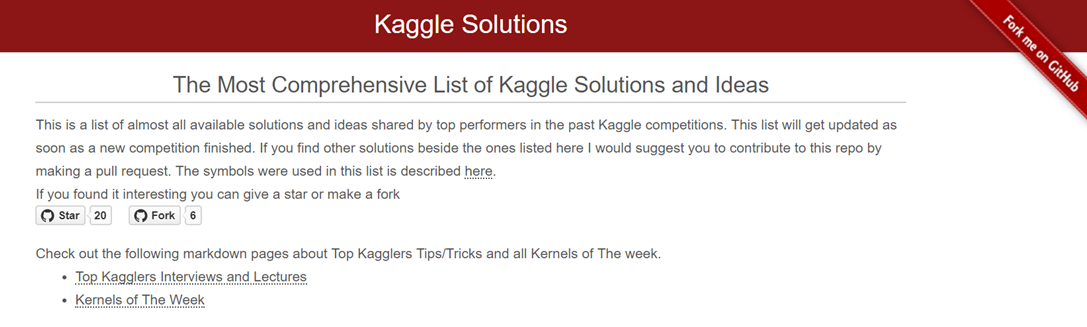 Kaggle Solutions
Fork me on GitHub
The Most Comprehensive List of Kaggle Solutions and Ideas
This is a list of almost all available solutions and ideas shared by top performers in the past Kaggle competitions. This list will get updated as
soon as a new competition finished. If you find other solutions beside the ones listed here I would suggest you to contribute to this repo by
making a pull request. The symbols were used in this list is described here.
If you found it interesting you can give a star or make a fork
Star 20 Fork 6
Check out the following markdown pages about Top Kagglers Tips/Tricks and all Kernels of The week.
• Top Kagglers Interviews and Lectures
• Kernels of The Week